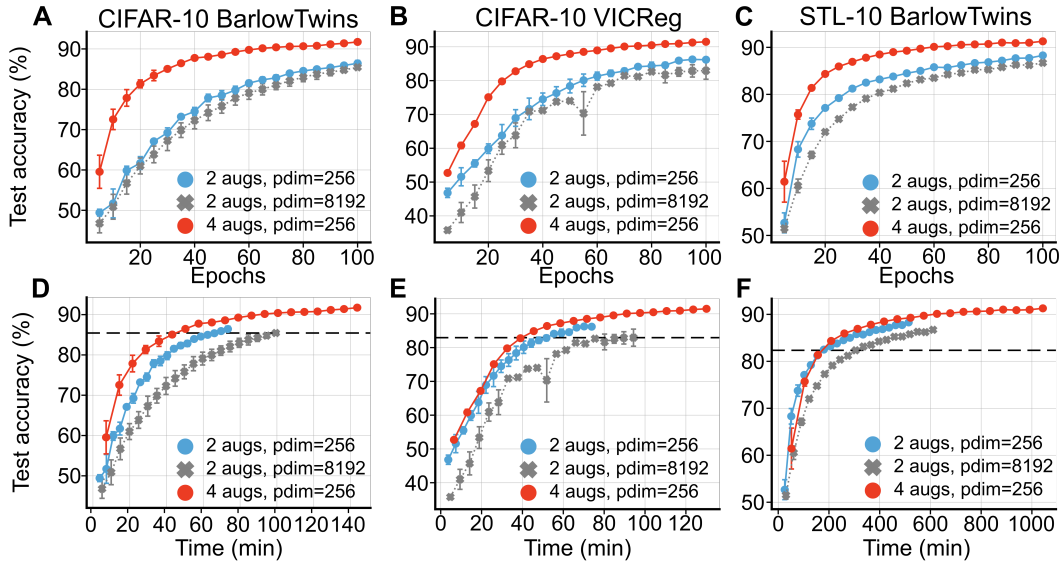 A CIFAR-10 BarlowTwins
Test accuracy (%)
90
80
70
60
50
20 40 60 80 100
Epochs
2 augs, pdim=256
2 augs, pdim=8192
4 augs, pdim=256
B CIFAR-10 VICReg
90
80
70
60
50
40
20 40 60 80 100
Epochs
2 augs, pdim=256
2 augs, pdim=8192
4 augs, pdim=256
C STL-10 BarlowTwins
90
80
70
60
50
20 40 60 80 100
Epochs
2 augs, pdim=256
2 augs, pdim=8192
4 augs, pdim=256
D
Test accuracy (%)
90
80
70
60
50
0 20 40 60 80 100 120 140
Time (min)
2 augs, pdim=256
2 augs, pdim=8192
4 augs, pdim=256
E
90
80
70
60
50
40
0 20 40 60 80 100 120
Time (min)
2 augs, pdim=256
2 augs, pdim=8192
4 augs, pdim=256
F
90
80
70
60
50
0 200 400 600 800 1000
Time (min)
2 augs, pdim=256
2 augs, pdim=8192
4 augs, pdim=256